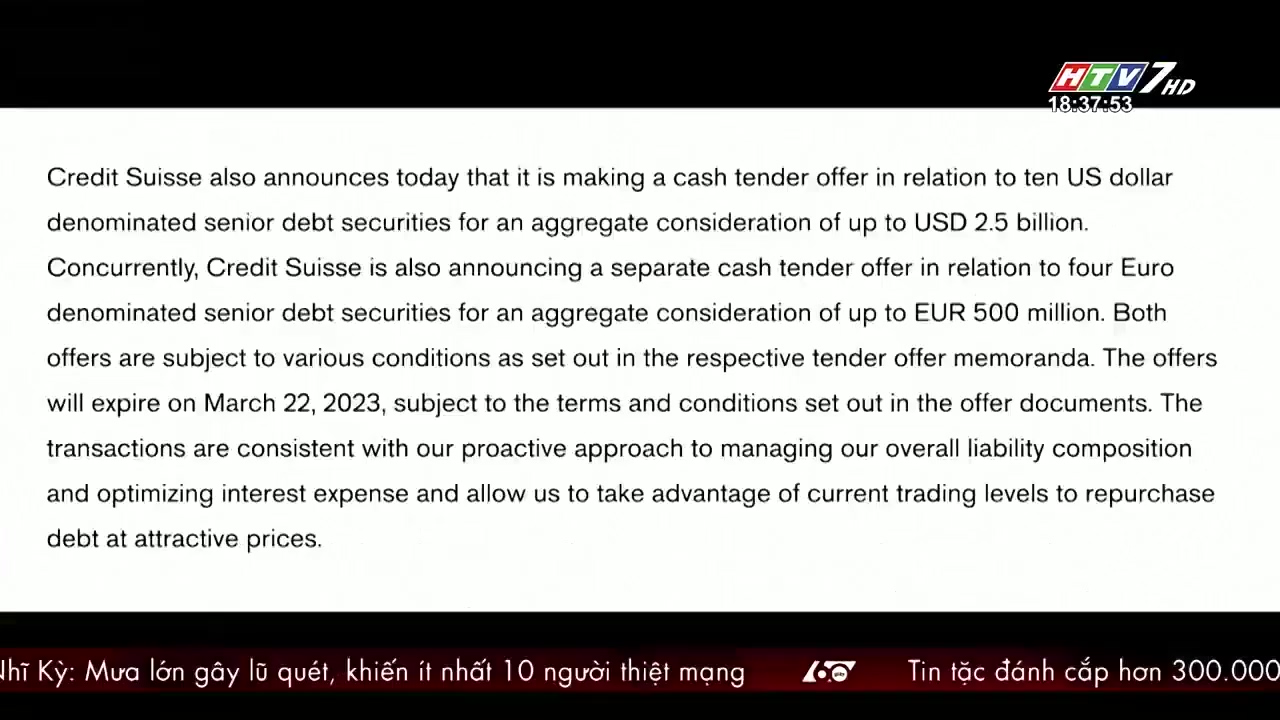 HTV7 HD
18:37:53
Credit Suisse also announces today that it is making a cash tender offer in relation to ten US dollar
denominated senior debt securities for an aggregate consideration of up to USD 2.5 billion.
Concurrently, Credit Suisse is also announcing a separate cash tender offer in relation to four Euro
denominated senior debt securities for an aggregate consideration of up to EUR 500 million. Both
offers are subject to various conditions as set out in the respective tender offer memoranda. The offers
will expire on March 22, 2023, subject to the terms and conditions set out in the offer documents. The
transactions are consistent with our proactive approach to managing our overall liability composition
and optimizing interest expense and allow us to take advantage of current trading levels to repurchase
debt at attractive prices.
Nhĩ Kỳ: Mưa lớn gây lũ quét, khiến ít nhất 10 người thiệt mạng 60 giây Tin tặc đánh cắp hơn 300.000